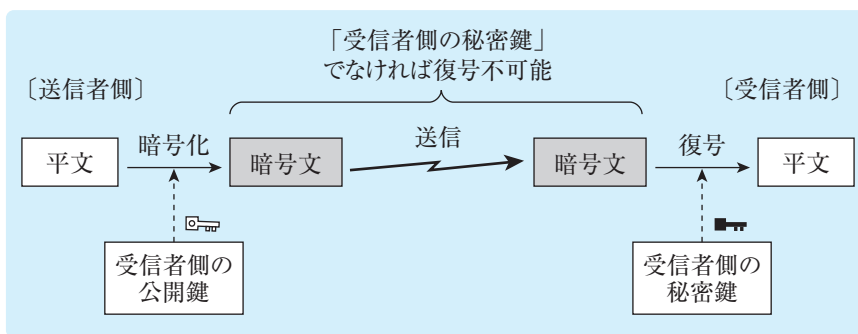 「受信者側の秘密鍵」
でなければ復号不可能
〔送信者側〕
〔受信者側〕
平文
暗号化
暗号文
送信
暗号文
復号
平文
受信者側の
公開鍵
受信者側の
秘密鍵